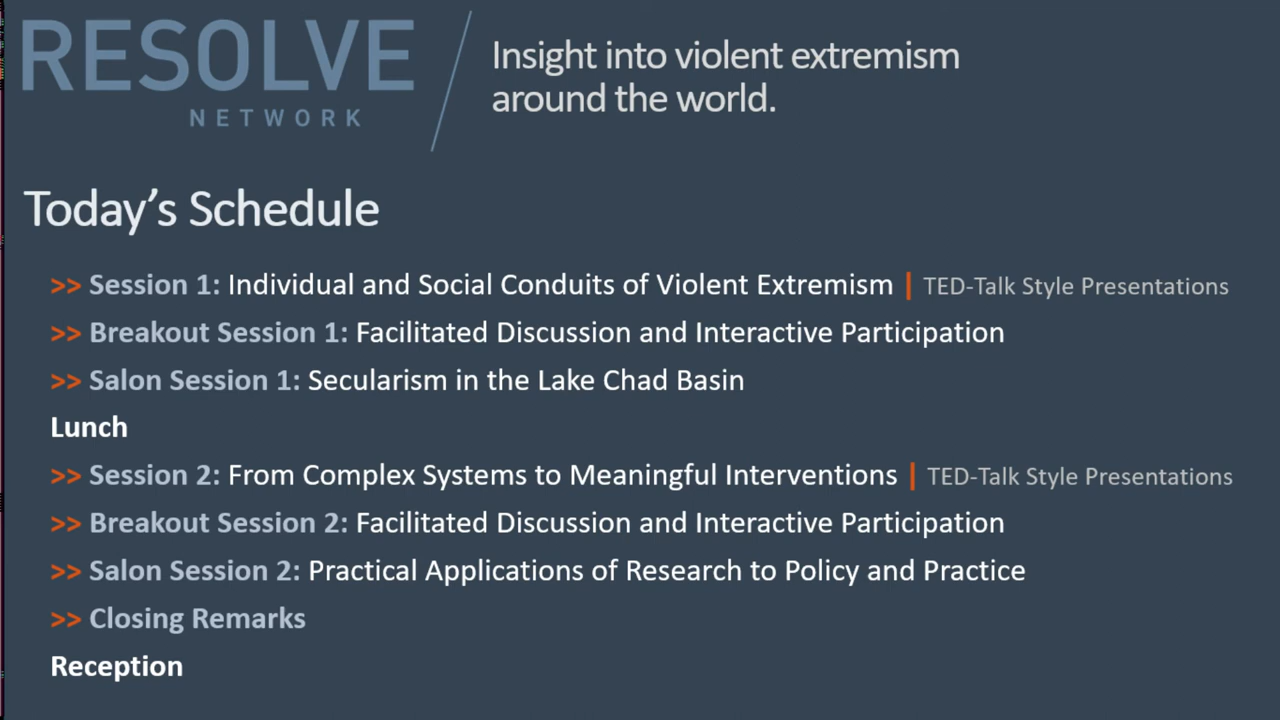 RESOLVE
NETWORK
Insight into violent extremism
around the world.
Today's Schedule
>> Session 1: Individual and Social Conduits of Violent Extremism | TED-Talk Style Presentations
>> Breakout Session 1: Facilitated Discussion and Interactive Participation
>> Salon Session 1: Secularism in the Lake Chad Basin
Lunch
>> Session 2: From Complex Systems to Meaningful Interventions | TED-Talk Style Presentations
>> Breakout Session 2: Facilitated Discussion and Interactive Participation
>> Salon Session 2: Practical Applications of Research to Policy and Practice
>> Closing Remarks
Reception